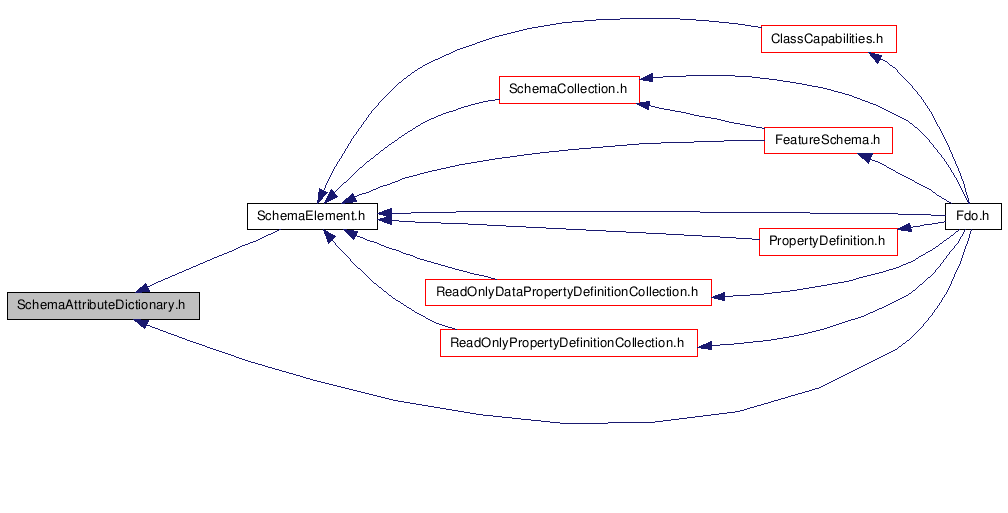 ClassCapabilities.h
SchemaCollection.h
FeatureSchema.h
SchemaElement.h
Fdo.h
PropertyDefinition.h
ReadOnlyDataPropertyDefinitionCollection.h
SchemaAttributeDictionary.h
ReadOnlyPropertyDefinitionCollection.h